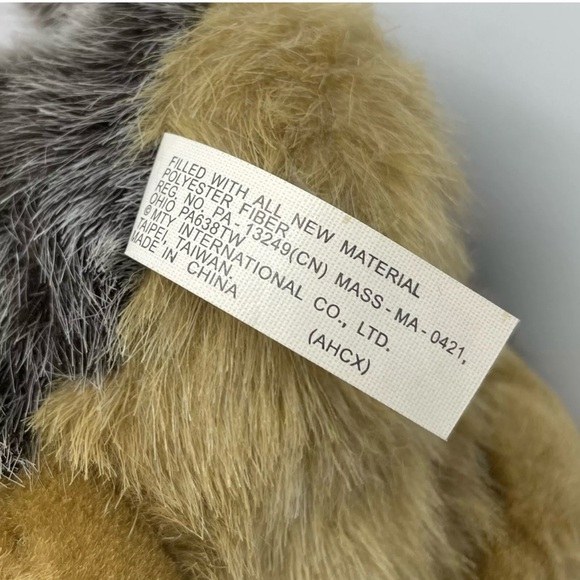 FILLED WITH ALL NEW MATERIAL
POLYESTER FIBER
REG. NO. PA - 13249(CN) MASS - MA - 0421,
OHIO PA638TW
@ MTY INTERNATIONAL CO., LTD.
TAIPEI, TAIWAN.
MADE IN CHINA
(AHCX)